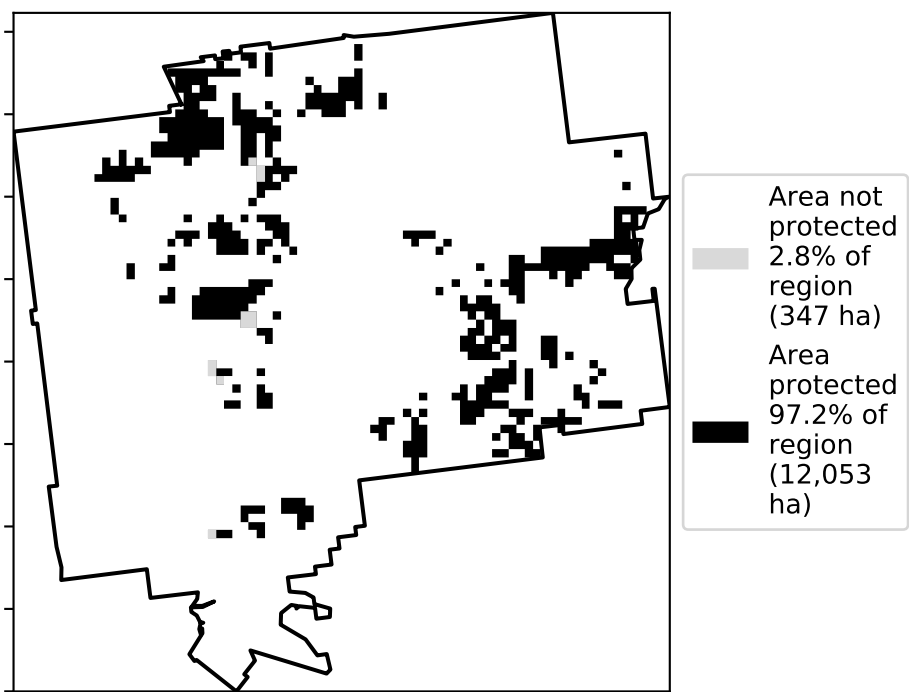 Area not
protected
2.8% of
region
(347 ha)
Area
protected
97.2% of
region
(12,053
ha)